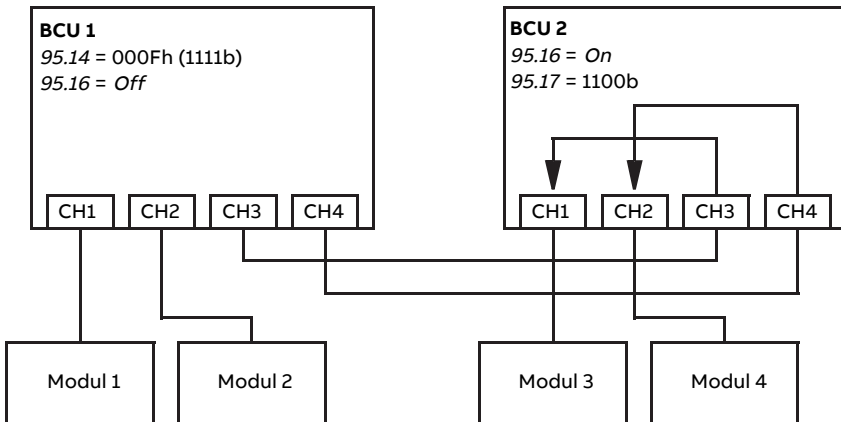 BCU 1
95.14 = 000Fh (1111b)
95.16 = Off
BCU 2
95.16 = On
95.17 = 1100b
CH1 CH2 CH3 CH4
CH1 CH2 CH3 CH4
Modul 1 Modul 2 Modul 3 Modul 4